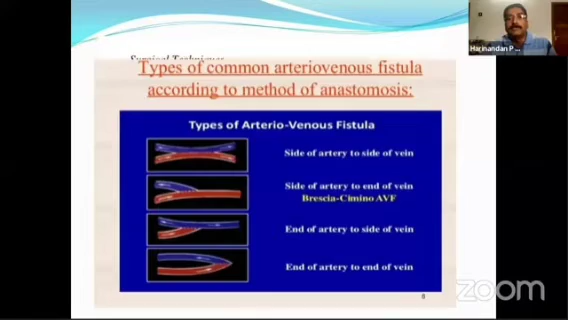 Surgical Techniques
Types of common arteriovenous fistula
according to method of anastomosis:
Types of Arterio-Venous Fistula
Side of artery to side of vein
Side of artery to end of vein
Brescia-Cimino AVF
End of artery to side of vein
End of artery to end of vein
8
Harinandan P ...
zoom